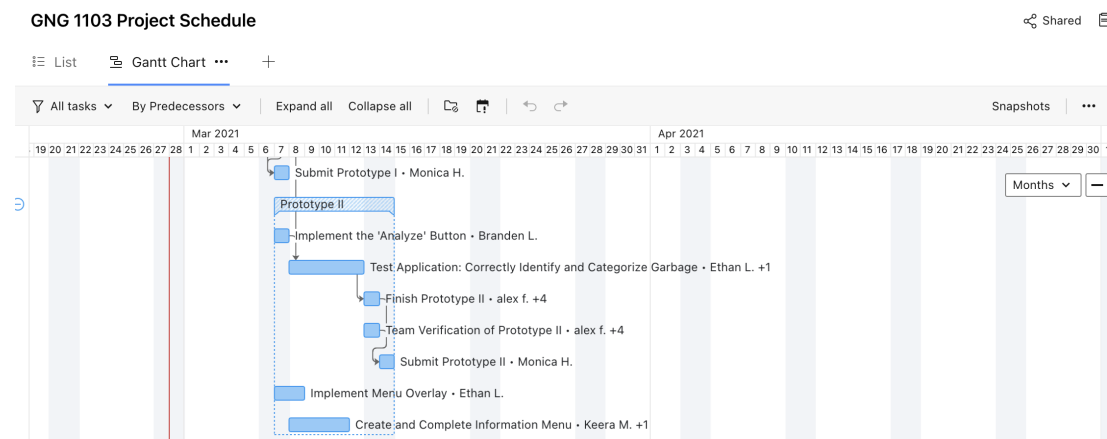 GNG 1103 Project Schedule
Shared
List
Gantt Chart •••
All tasks
By Predecessors
Expand all
Collapse all
Snapshots
•••
Mar 2021
Apr 2021
19 20 21 22 23 24 25 26 27 28 1 2 3 4 5 6 7 8 9 10 11 12 13 14 15 16 17 18 19 20 21 22 23 24 25 26 27 28 29 30 31 1 2 3 4 5 6 7 8 9 10 11 12 13 14 15 16 17 18 19 20 21 22 23 24 25 26 27 28 29 30
Submit Prototype I • Monica H.
Months
Prototype II
Implement the 'Analyze' Button • Branden L.
Test Application: Correctly Identify and Categorize Garbage • Ethan L. +1
Finish Prototype II • alex f. +4
Team Verification of Prototype II • alex f. +4
Submit Prototype II • Monica H.
Implement Menu Overlay • Ethan L.
Create and Complete Information Menu • Keera M. +1